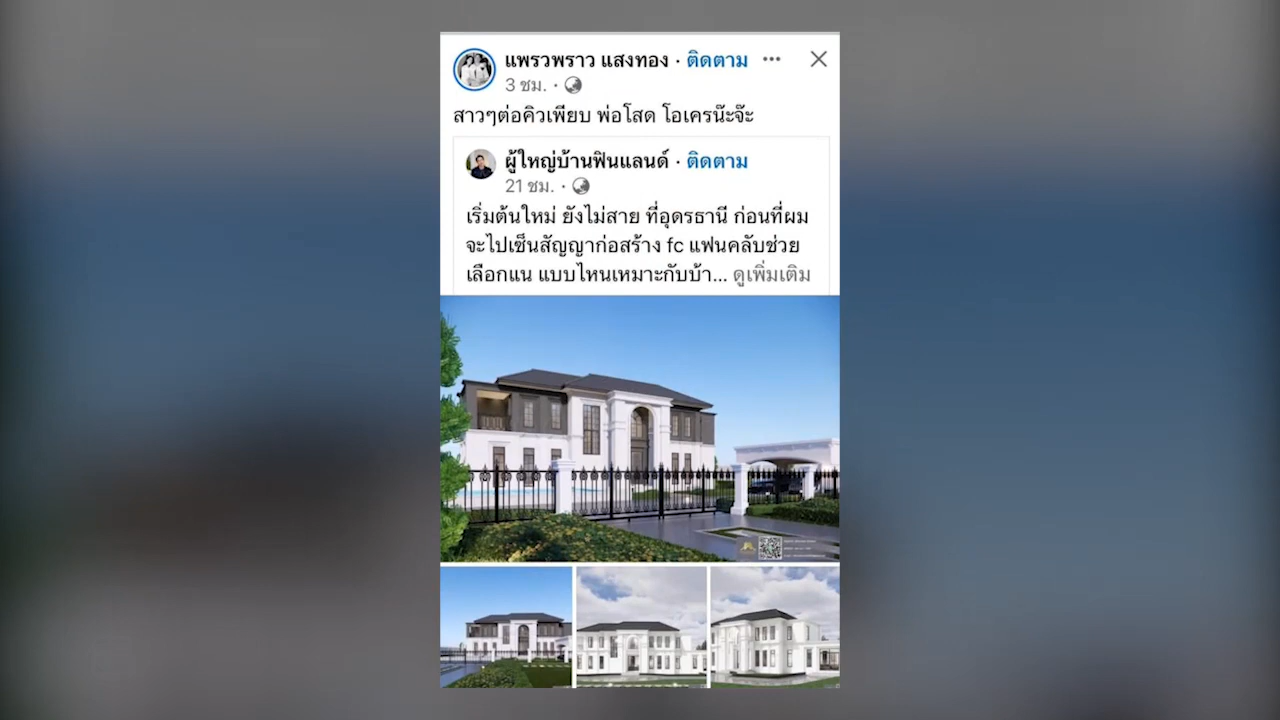 แพรวพราว แสงทอง · ติดตาม
3 ชม. ·
สาวๆต่อคิวเพียบ พ่อโสด โอเครน๊ะจ๊ะ
ผู้ใหญ่บ้านฟินแลนด์ · ติดตาม
21 ชม. ·
เริ่มต้นใหม่ ยังไม่สาย ที่อุดรธานี ก่อนที่ผม
จะไปเซ็นสัญญาก่อสร้าง fc แฟนคลับช่วย
เลือกแน แบบไหนเหมาะกับบ้า... ดูเพิ่มเติม